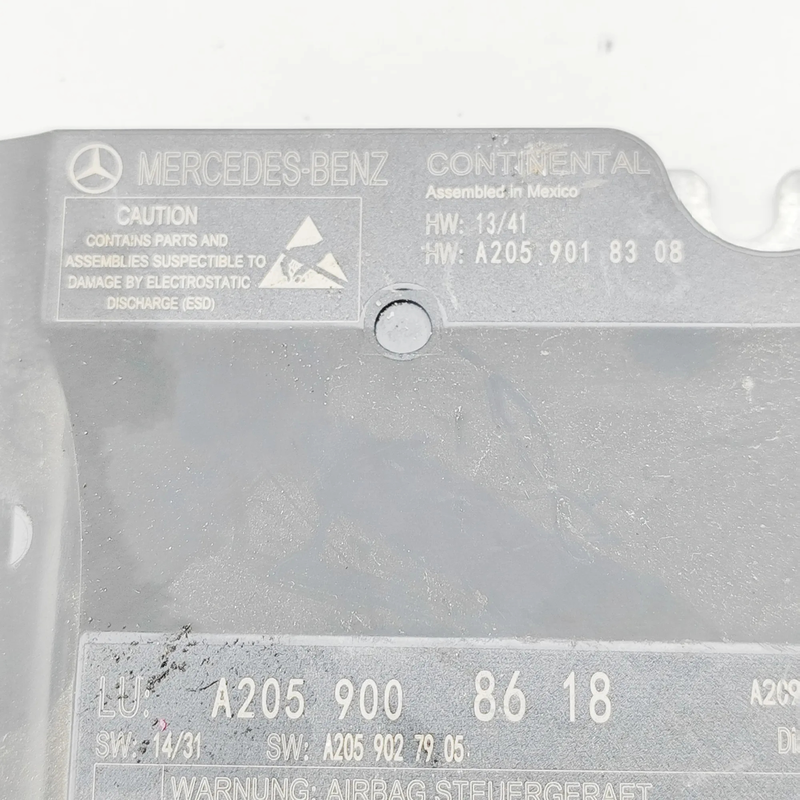 MERCEDES-BENZ
CONTINENTAL
Assembled in Mexico
CAUTION
CONTAINS PARTS AND
ASSEMBLIES SUSPECTIBLE TO
DAMAGE BY ELECTROSTATIC
DISCHARGE (ESD)
HW: 13/41
HW: A205 901 83 08
LU: A205 900 86 18
A2C9
SW: 14/31 SW: A205 902 79 05
Di
WARNUNG: AIRBAG STEUERGERAET